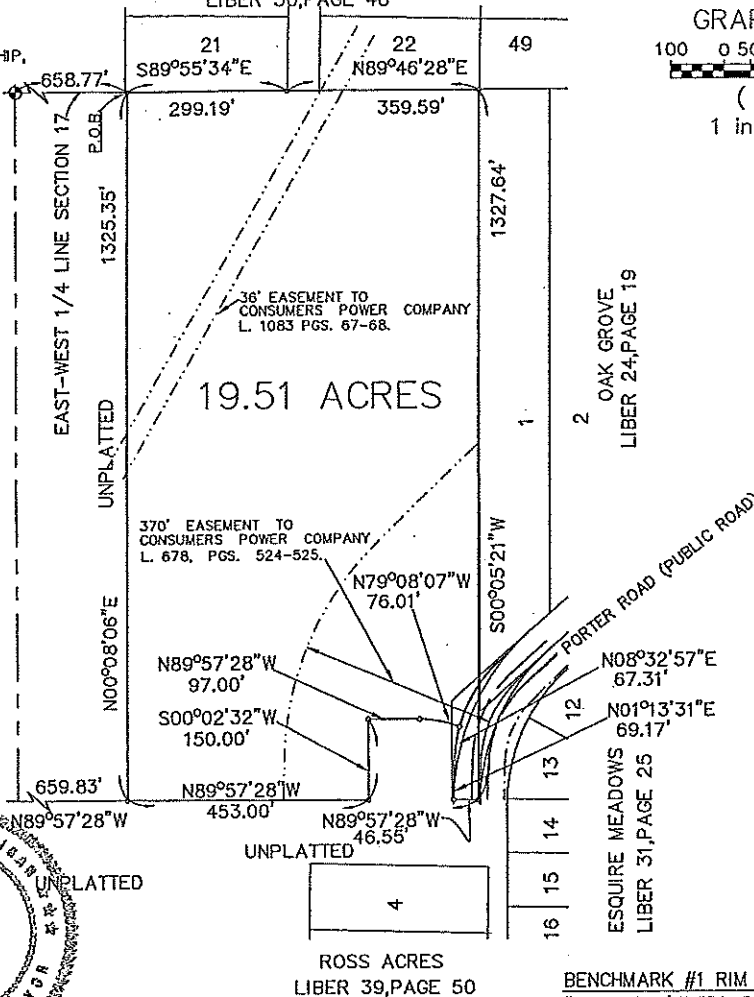 LIBER 30,PAGE 48
GRAP
100 0 50
(
1 in
HIP.
21
22
49
658.77'
S89°55'34"E
N89°46'28"E
299.19'
359.59'
P.O.B.
EAST-WEST 1/4 LINE SECTION 17
1325.35'
1327.64'
36' EASEMENT TO
CONSUMERS POWER COMPANY
L. 1083 PGS. 67-68.
19.51 ACRES
UNPLATTED
1
2
OAK GROVE
LIBER 24,PAGE 19
370' EASEMENT TO
CONSUMERS POWER COMPANY
L. 678, PGS. 524-525.
N79°08'07"W
76.01'
S00°05'21"W
PORTER ROAD (PUBLIC ROAD)
N00°08'06"E
N89°57'28"W
97.00'
N08°32'57"E
67.31'
S00°02'32"W
150.00'
N01°13'31"E
69.17'
12
13
14
15
16
659.83'
N89°57'28"W
N89°57'28"W
453.00'
N89°57'28"W
46.55'
UNPLATTED
UNPLATTED
ESQUIRE MEADOWS
LIBER 31,PAGE 25
4
ROSS ACRES
LIBER 39,PAGE 50
BENCHMARK #1 RIM